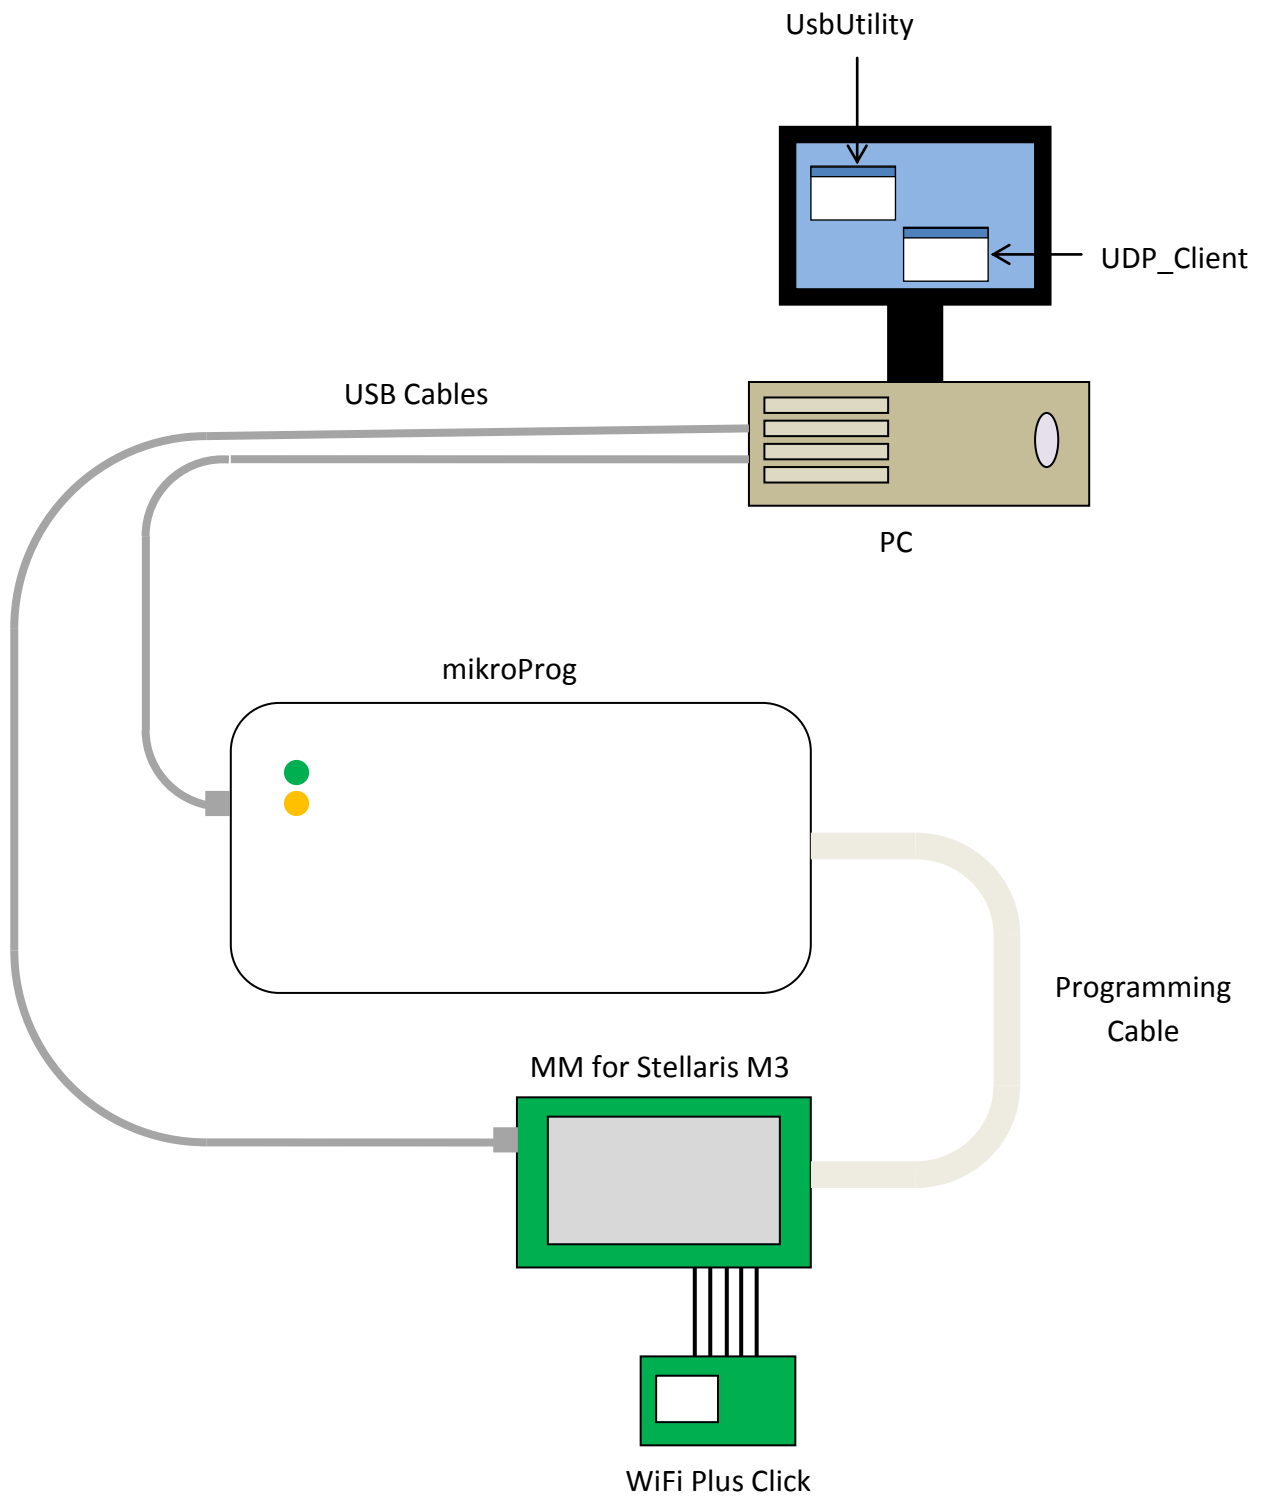 UsbUtility
UDP_Client
USB Cables
PC
mikroProg
Programming
Cable
MM for Stellaris M3
WiFi Plus Click